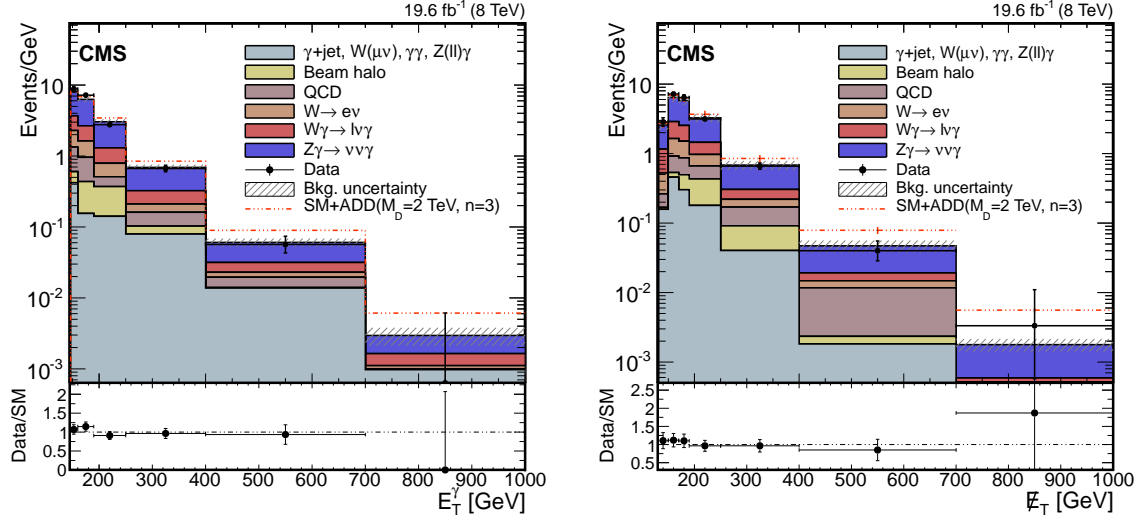 19.6 fb⁻¹ (8 TeV)
CMS
γ+jet, W(μν), γγ, Z(ll)γ
Beam halo
QCD
W→ eν
Wγ→ lνγ
Zγ→ ννγ
Data
Bkg. uncertainty
SM+ADD(M_D=2 TeV, n=3)
Events/GeV
10
1
10⁻¹
10⁻²
10⁻³
Data/SM
2
1.5
1
0.5
0
200 300 400 500 600 700 800 900 1000
E_T^γ [GeV]
19.6 fb⁻¹ (8 TeV)
CMS
γ+jet, W(μν), γγ, Z(ll)γ
Beam halo
QCD
W→ eν
Wγ→ lνγ
Zγ→ ννγ
Data
Bkg. uncertainty
SM+ADD(M_D=2 TeV, n=3)
Events/GeV
10
1
10⁻¹
10⁻²
10⁻³
Data/SM
2.5
2
1.5
1
0.5
200 300 400 500 600 700 800 900 1000
E̸_T [GeV]